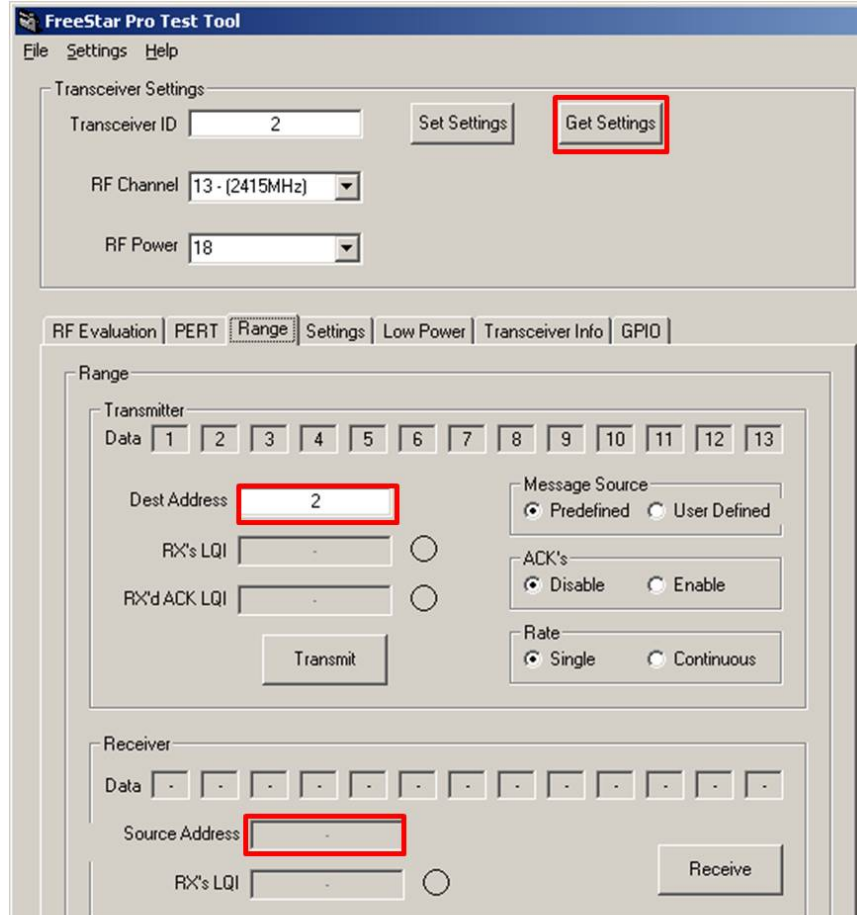 FreeStar Pro Test Tool
File Settings Help
Transceiver Settings
Transceiver ID 2 Set Settings Get Settings
RF Channel 13 - (2415MHz)
RF Power 18
RF Evaluation PERT Range Settings Low Power Transceiver Info GPIO
Range
Transmitter
Data 1 2 3 4 5 6 7 8 9 10 11 12 13
Dest Address 2
Message Source
Predefined User Defined
RX's LQI -
ACK's
Disable Enable
RX'd ACK LQI -
Rate
Transmit Single Continuous
Receiver
Data - - - - - - - - - - - - -
Source Address -
Receive
RX's LQI -